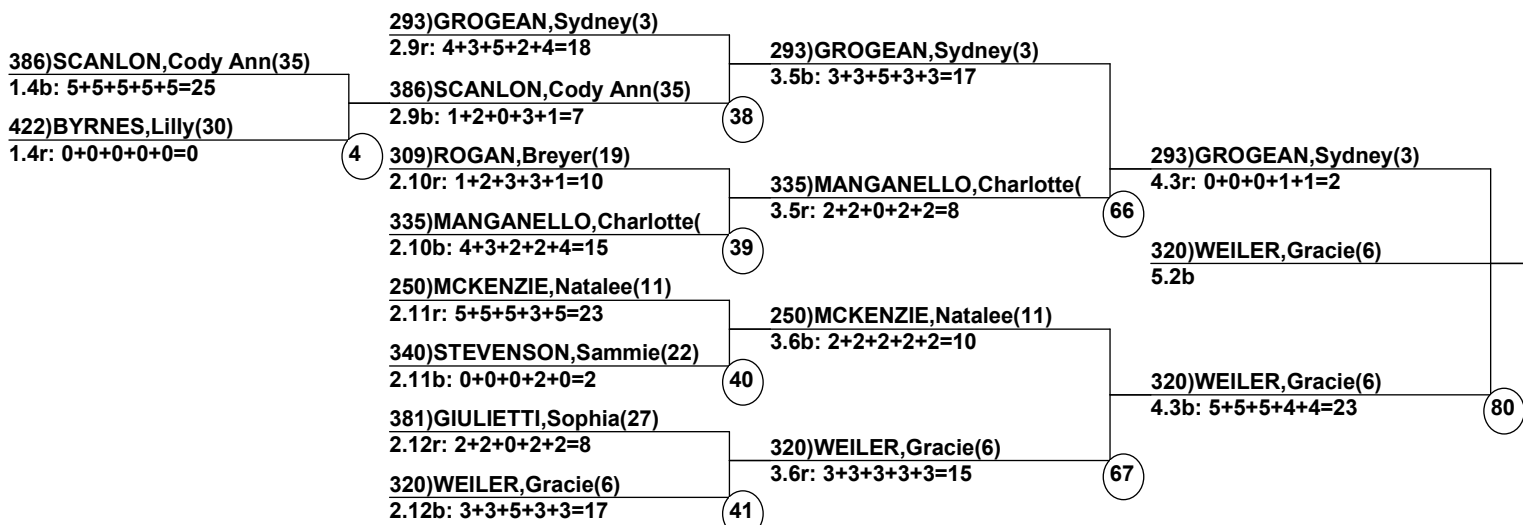 386)SCANLON,Cody Ann(35)
1.4b: 5+5+5+5+5=25
422)BYRNES,Lilly(30)
1.4r: 0+0+0+0+0=0
4
293)GROGEAN,Sydney(3)
2.9r: 4+3+5+2+4=18
386)SCANLON,Cody Ann(35)
2.9b: 1+2+0+3+1=7
38
309)ROGAN,Breyer(19)
2.10r: 1+2+3+3+1=10
335)MANGANELLO,Charlotte(
2.10b: 4+3+2+2+4=15
39
250)MCKENZIE,Natalee(11)
2.11r: 5+5+5+3+5=23
340)STEVENSON,Sammie(22)
2.11b: 0+0+0+2+0=2
40
381)GIULIETTI,Sophia(27)
2.12r: 2+2+0+2+2=8
320)WEILER,Gracie(6)
2.12b: 3+3+5+3+3=17
41
293)GROGEAN,Sydney(3)
3.5b: 3+3+5+3+3=17
335)MANGANELLO,Charlotte(
3.5r: 2+2+0+2+2=8
66
250)MCKENZIE,Natalee(11)
3.6b: 2+2+2+2+2=10
320)WEILER,Gracie(6)
3.6r: 3+3+3+3+3=15
67
293)GROGEAN,Sydney(3)
4.3r: 0+0+0+1+1=2
320)WEILER,Gracie(6)
5.2b
320)WEILER,Gracie(6)
4.3b: 5+5+5+4+4=23
80